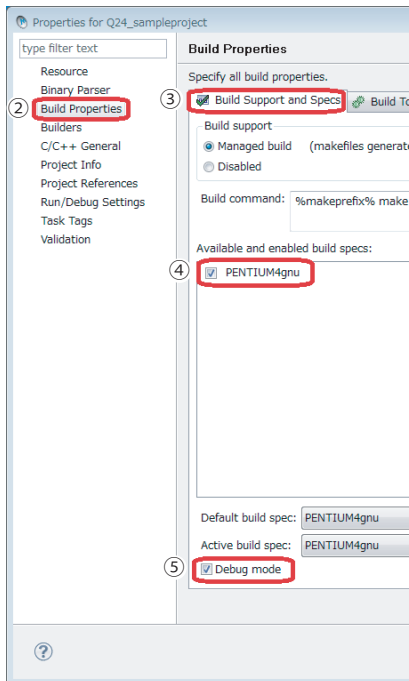 Properties for Q24_sampleproject
type filter text
Resource
Binary Parser
② Build Properties
Builders
C/C++ General
Project Info
Project References
Run/Debug Settings
Task Tags
Validation
Build Properties
Specify all build properties.
③ Build Support and Specs Build To
Build support
Managed build (makefiles generate
Disabled
Build command: %makeprefix% make
Available and enabled build specs:
④ PENTIUM4gnu
Default build spec: PENTIUM4gnu
Active build spec: PENTIUM4gnu
⑤ Debug mode
?